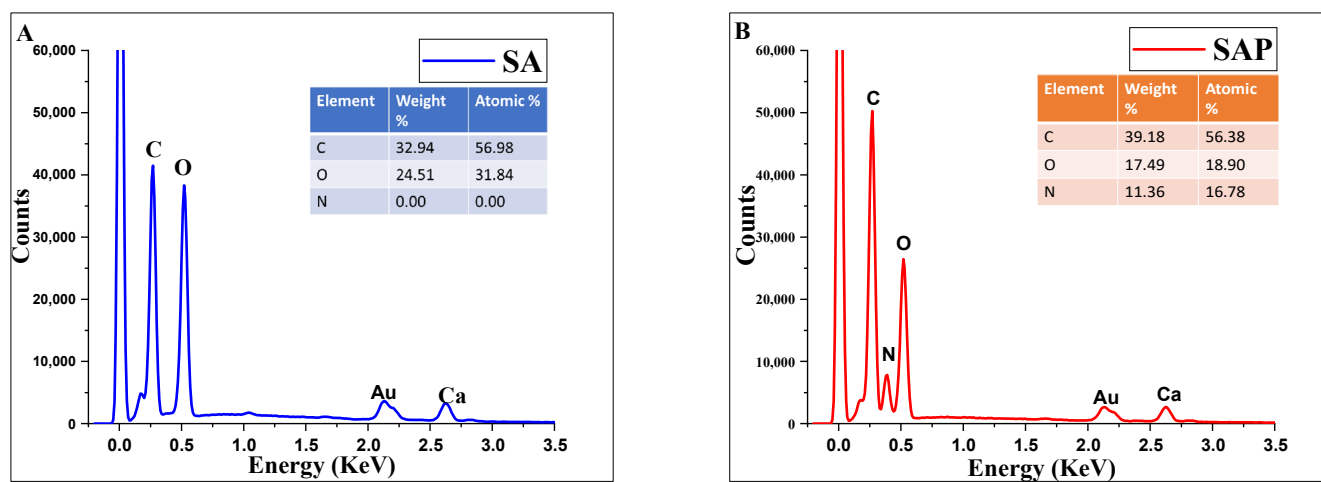 A
SA
60,000
50,000
40,000
30,000
20,000
10,000
0
Counts
Element Weight % Atomic %
C 32.94 56.98
O 24.51 31.84
N 0.00 0.00
C
O
Au
Ca
0.0 0.5 1.0 1.5 2.0 2.5 3.0 3.5
Energy (KeV)
B
SAP
60,000
50,000
40,000
30,000
20,000
10,000
0
Counts
Element Weight % Atomic %
C 39.18 56.38
O 17.49 18.90
N 11.36 16.78
C
O
N
Au
Ca
0.0 0.5 1.0 1.5 2.0 2.5 3.0 3.5
Energy (KeV)